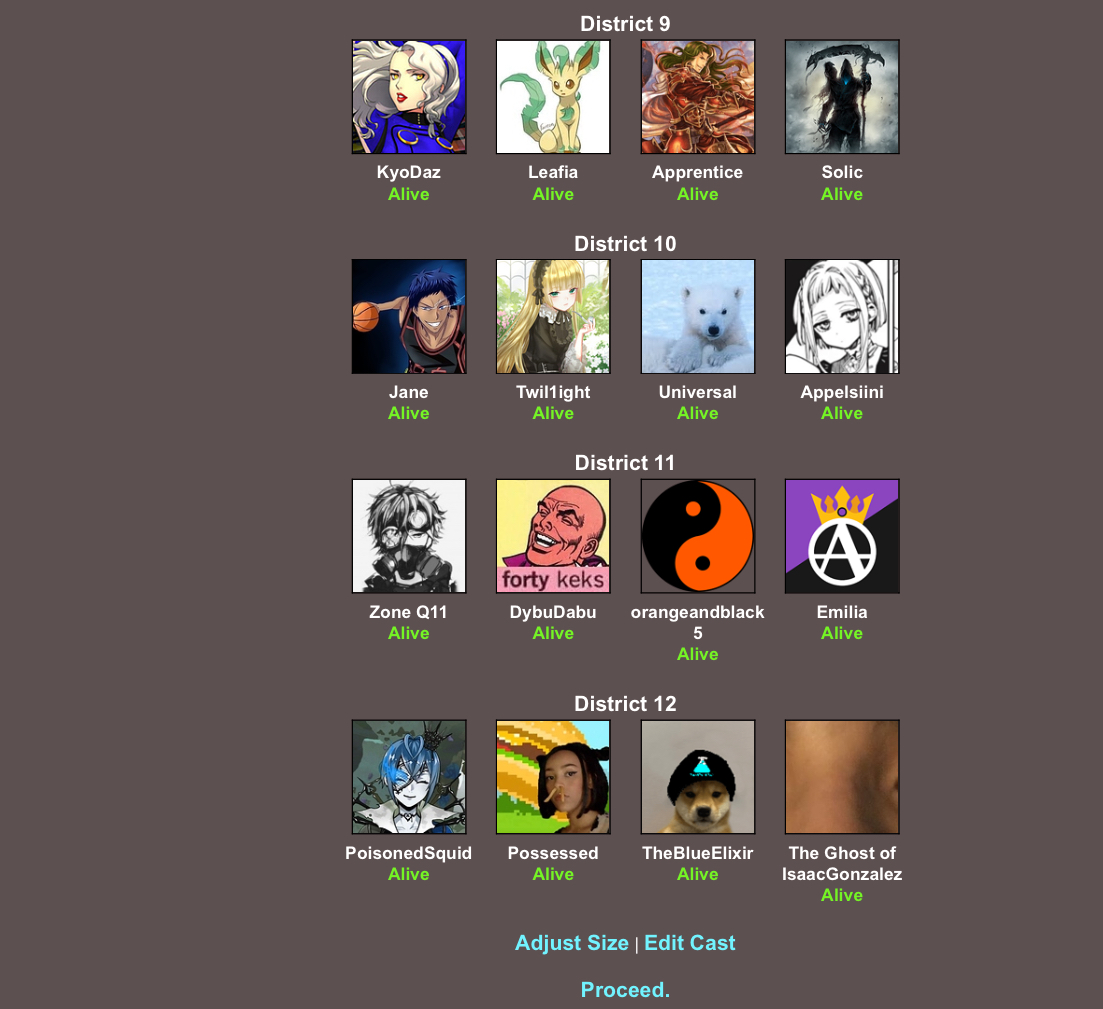 District 9
KyoDaz
Alive
Leafia
Alive
Apprentice
Alive
Solic
Alive
District 10
Jane
Alive
Twil1ight
Alive
Universal
Alive
Appelsiini
Alive
District 11
forty keks
Zone Q11
Alive
DybuDabu
Alive
orangeandblack
5
Alive
Emilia
Alive
District 12
PoisonedSquid
Alive
Possessed
Alive
TheBlueElixir
Alive
The Ghost of
IsaacGonzalez
Alive
Adjust Size | Edit Cast
Proceed.